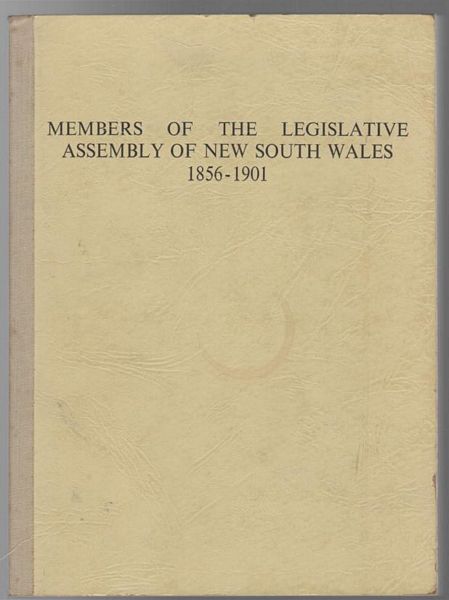 MEMBERS OF THE LEGISLATIVE
ASSEMBLY OF NEW SOUTH WALES
1856-1901